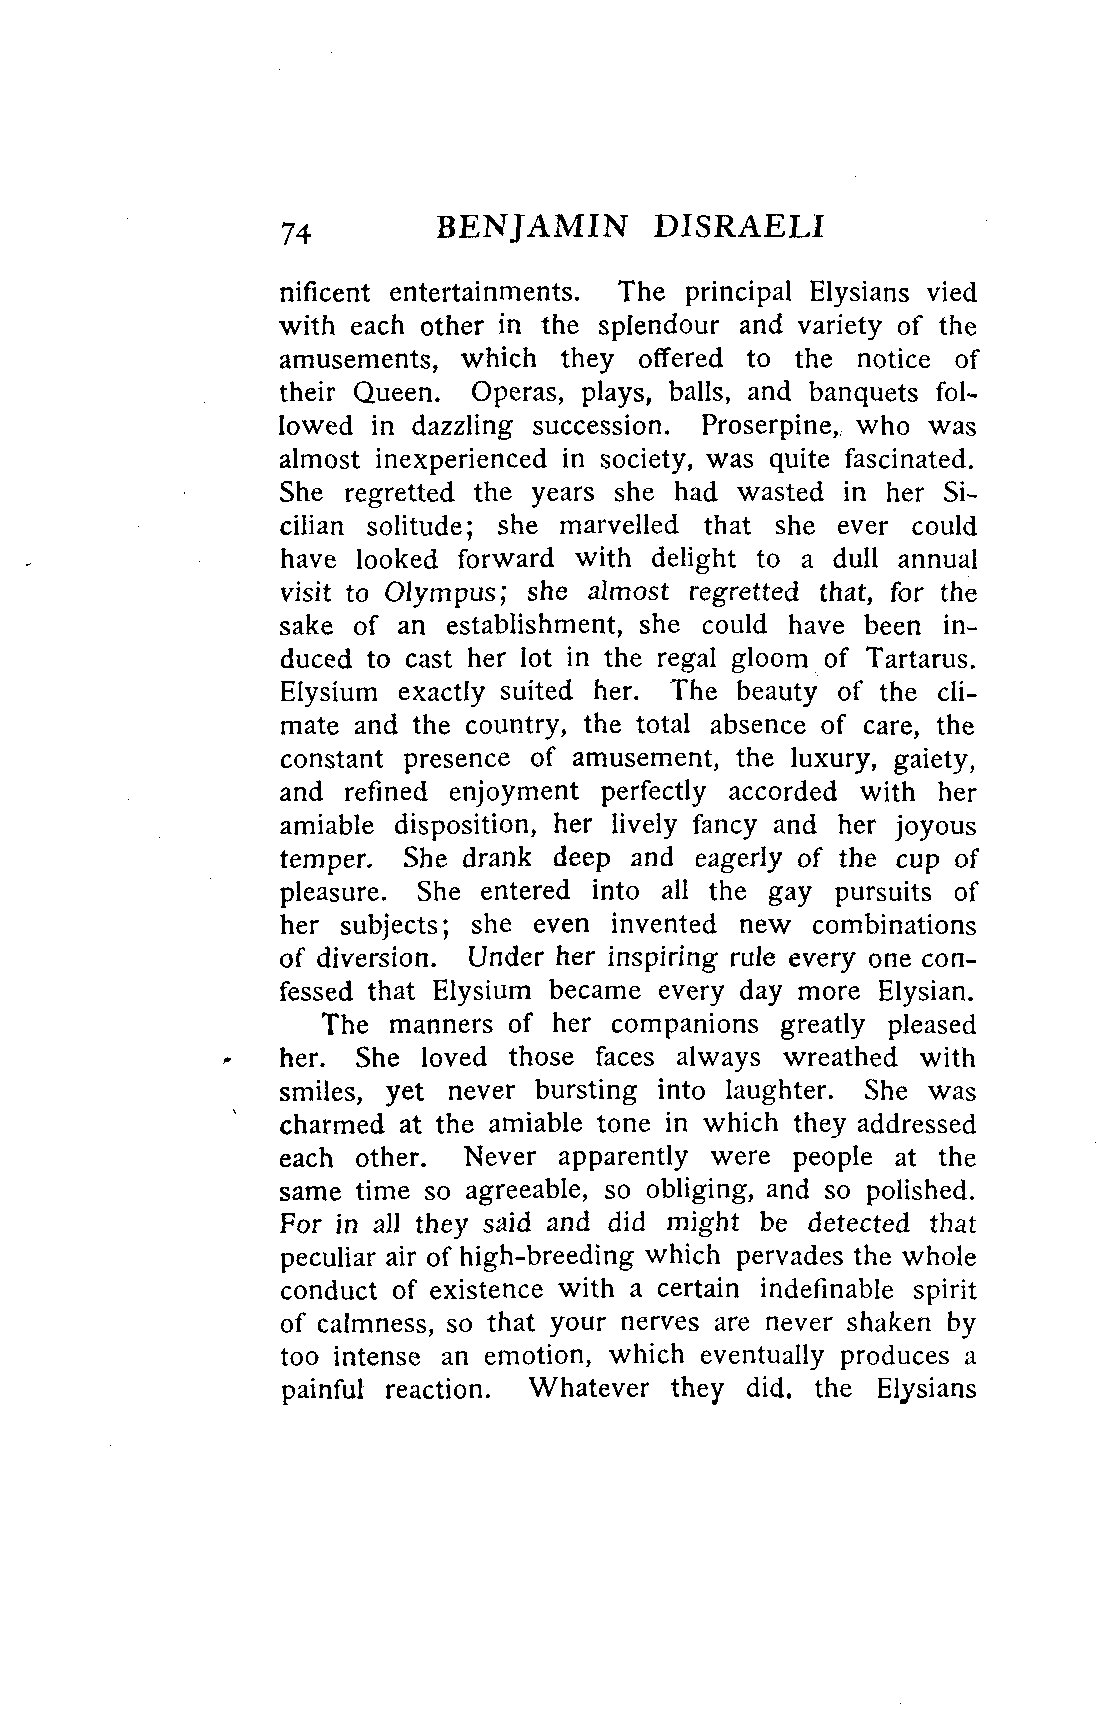 74 BENJAMIN DISRAELI
nificent entertainments. The principal Elysians vied
with each other in the splendour and variety of the
amusements, which they offered to the notice of
their Queen. Operas, plays, balls, and banquets fol-
lowed in dazzling succession. Proserpine, who was
almost inexperienced in society, was quite fascinated.
She regretted the years she had wasted in her Si-
cilian solitude; she marvelled that she ever could
have looked forward with delight to a dull annual
visit to Olympus; she almost regretted that, for the
sake of an establishment, she could have been in-
duced to cast her lot in the regal gloom of Tartarus.
Elysium exactly suited her. The beauty of the cli-
mate and the country, the total absence of care, the
constant presence of amusement, the luxury, gaiety,
and refined enjoyment perfectly accorded with her
amiable disposition, her lively fancy and her joyous
temper. She drank deep and eagerly of the cup of
pleasure. She entered into all the gay pursuits of
her subjects; she even invented new combinations
of diversion. Under her inspiring rule every one con-
fessed that Elysium became every day more Elysian.
The manners of her companions greatly pleased
her. She loved those faces always wreathed with
smiles, yet never bursting into laughter. She was
charmed at the amiable tone in which they addressed
each other. Never apparently were people at the
same time so agreeable, so obliging, and so polished.
For in all they said and did might be detected that
peculiar air of high-breeding which pervades the whole
conduct of existence with a certain indefinable spirit
of calmness, so that your nerves are never shaken by
too intense an emotion, which eventually produces a
painful reaction. Whatever they did, the Elysians